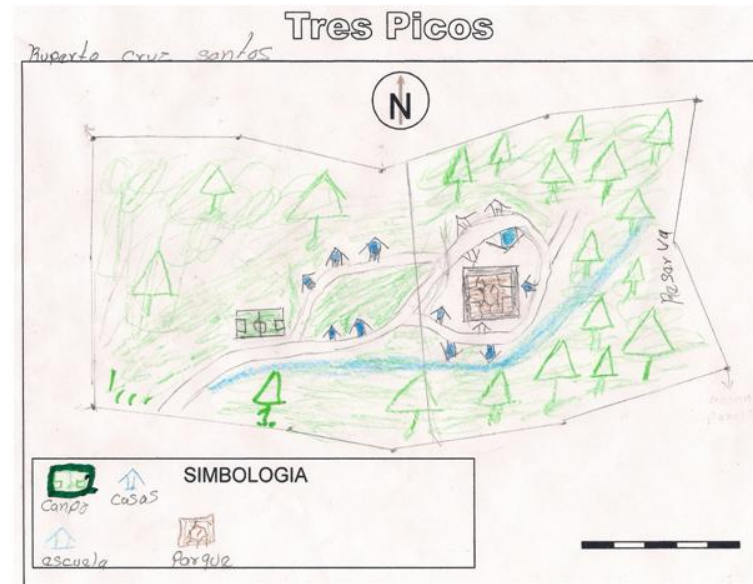 Tres Picos
Ruperto cruz santos
N
Reserva
SIMBOLOGIA
canpo
casas
escuela
Parque